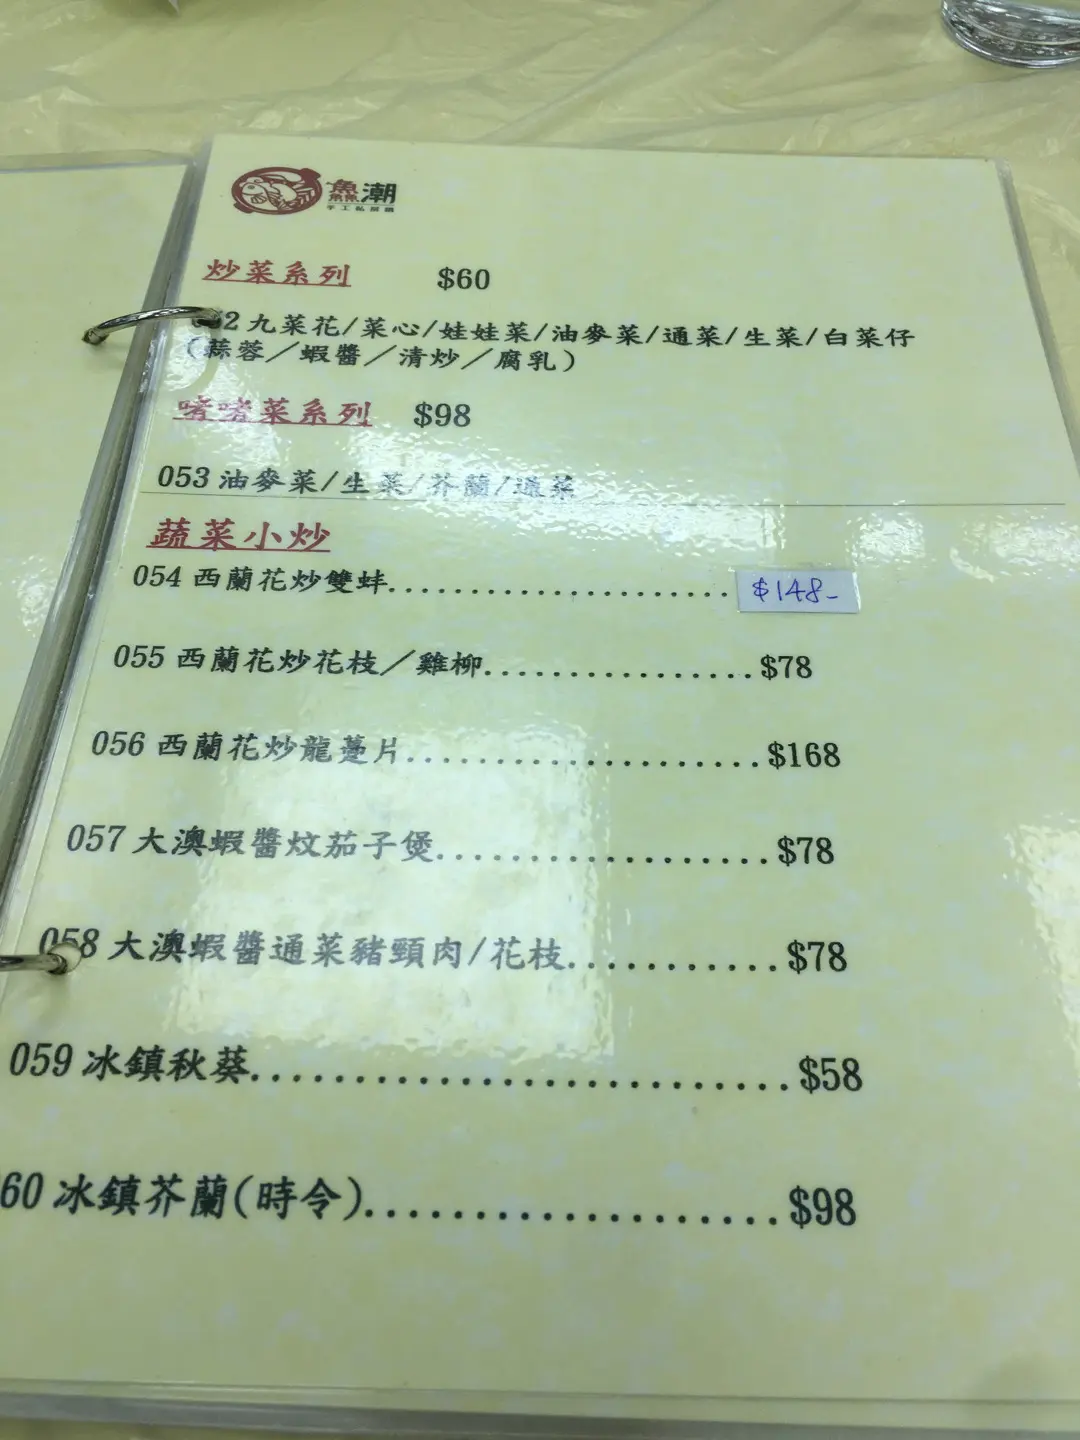 鱻潮
炒菜系列 $60
2 九菜花/菜心/娃娃菜/油麥菜/通菜/生菜/白菜仔
(蒜蓉/蝦醬/清炒/腐乳)
啫啫菜系列 $98
053 油麥菜/生菜/芥蘭/通菜
蔬菜小炒
054 西蘭花炒雙蚌...................... $148-
055 西蘭花炒花枝/雞柳................$78
056 西蘭花炒龍躉片.....................$168
057 大澳蝦醬炆茄子煲...................$78
058 大澳蝦醬通菜豬頸肉/花枝............$78
059 冰鎮秋葵...........................$58
60 冰鎮芥蘭(時令)...................$98